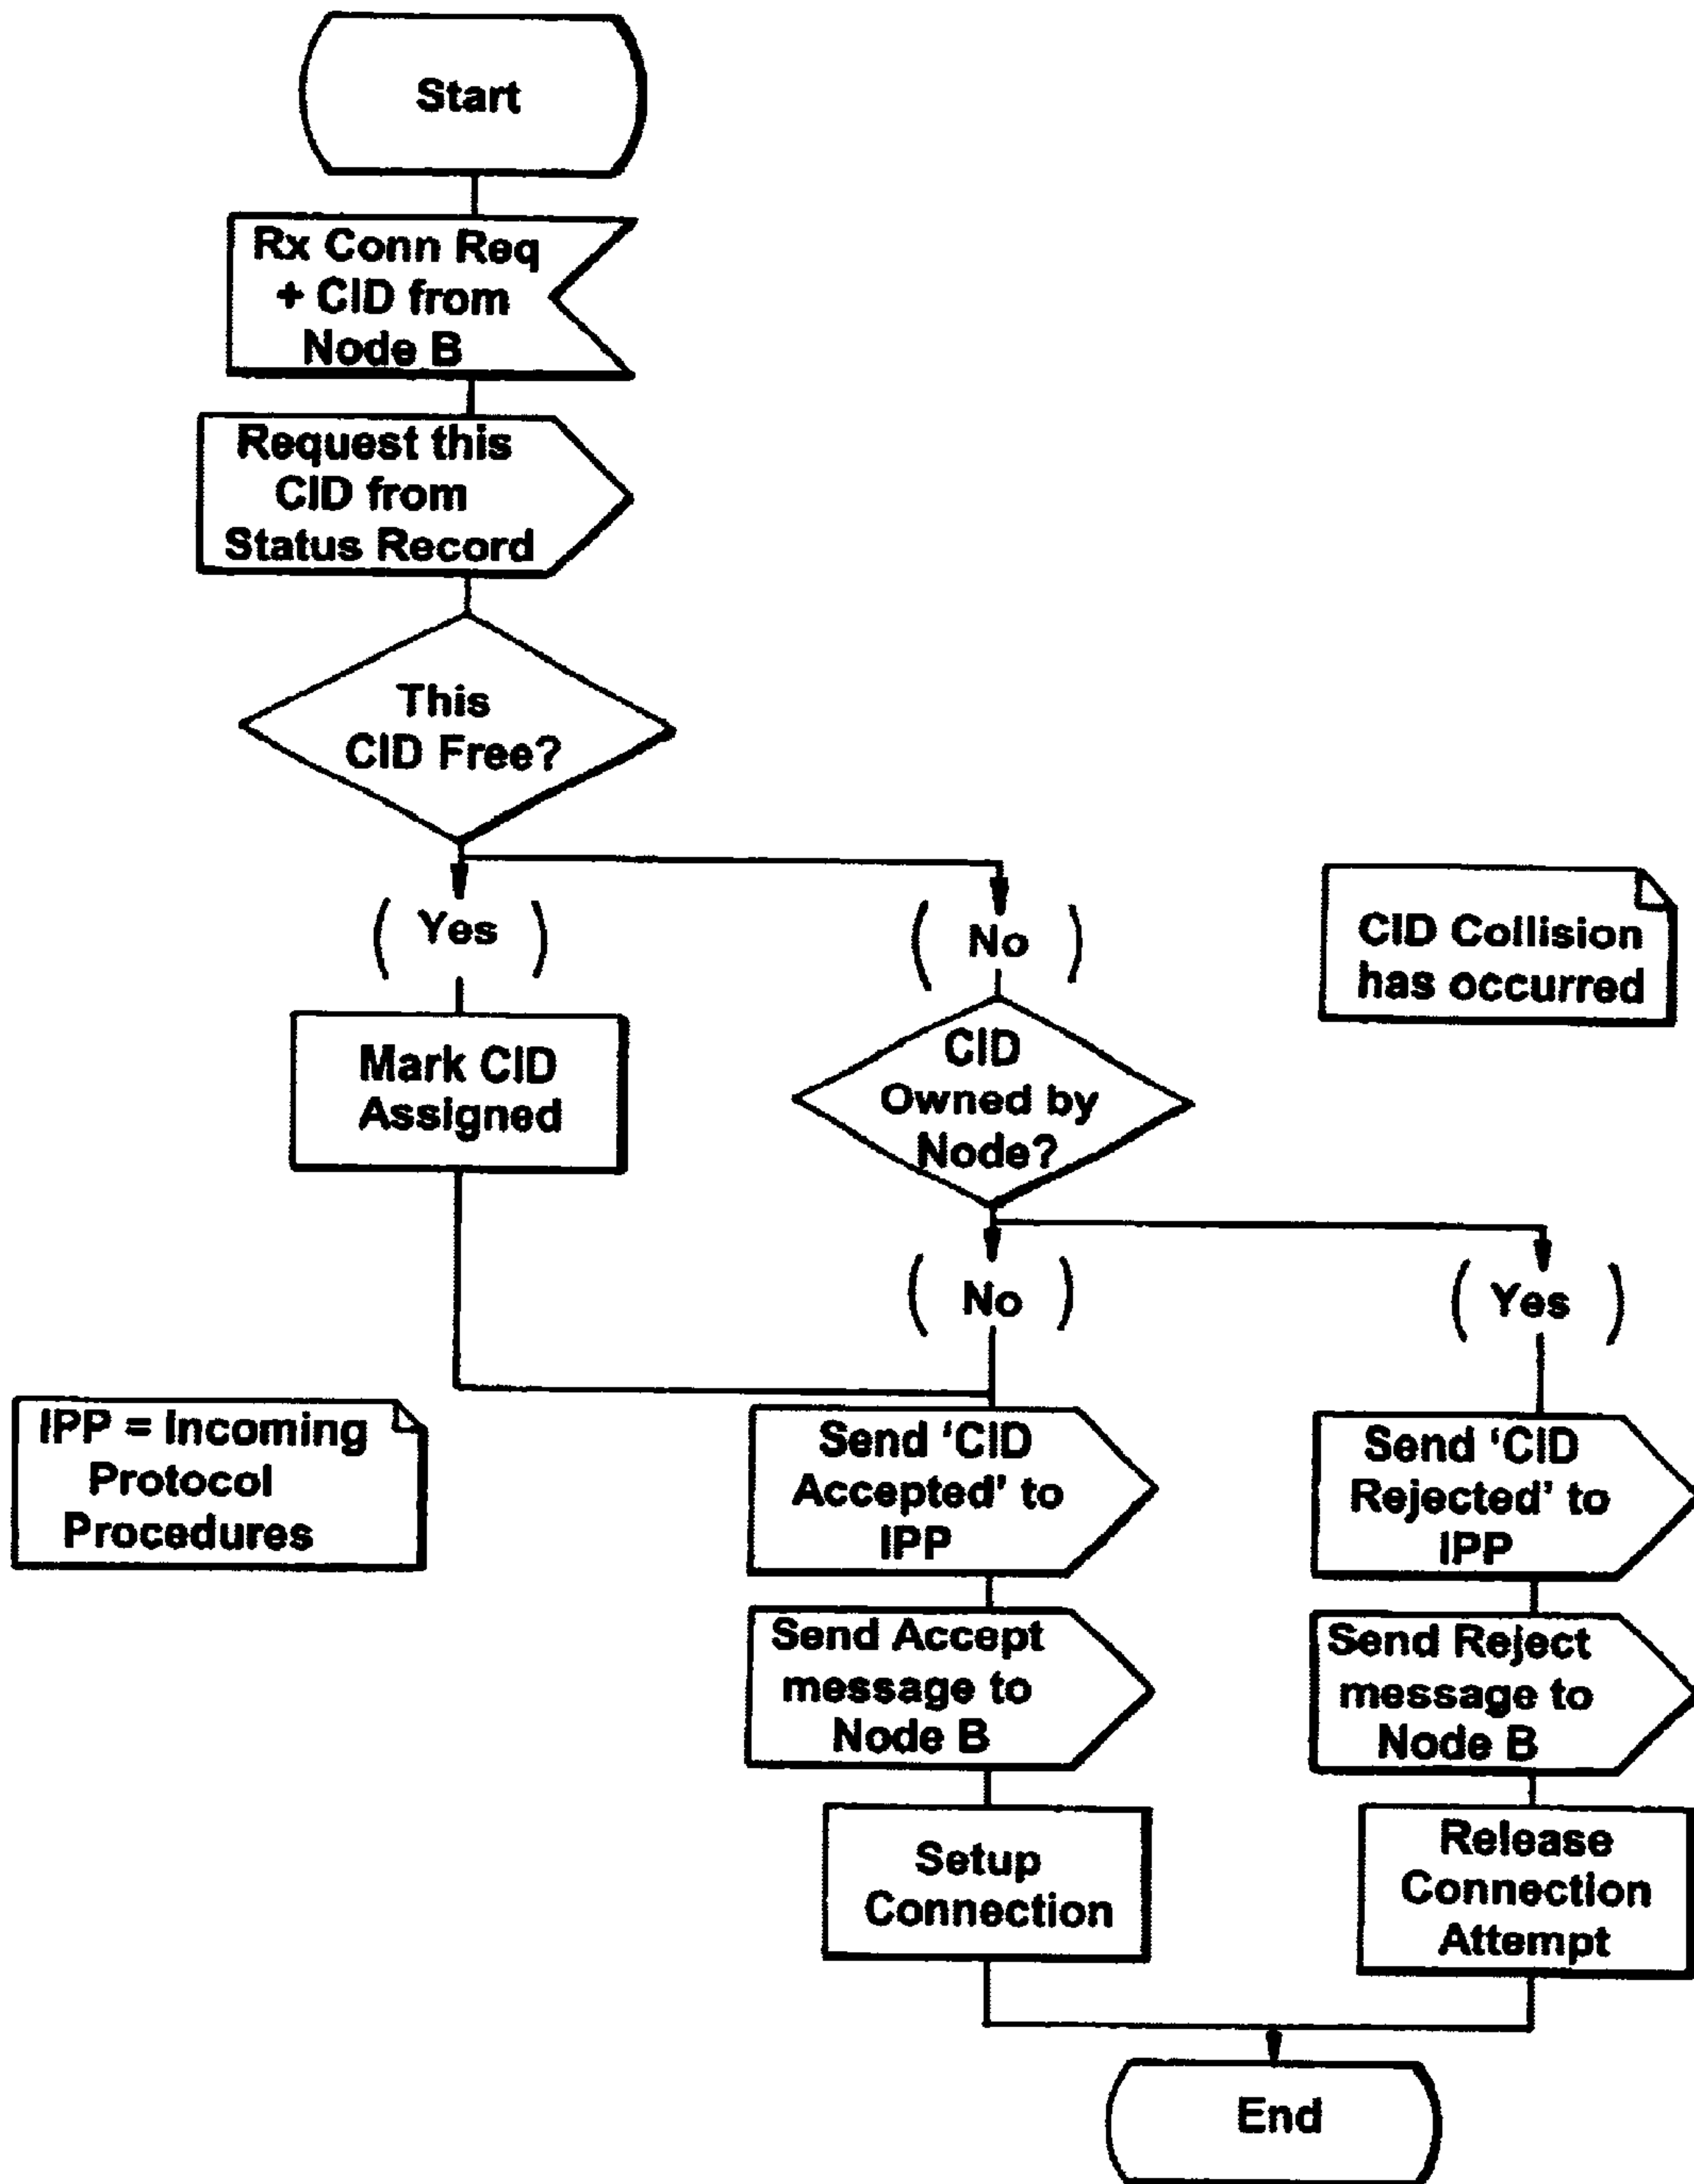 Start
Rx Conn Req
+ CID from
Node B
Request this
CID from
Status Record
This
CID Free?
( Yes )
( No )
CID Collision
has occurred
Mark CID
Assigned
CID
Owned by
Node?
( No )
( Yes )
IPP = Incoming
Protocol
Procedures
Send ‘CID
Accepted’ to
IPP
Send ‘CID
Rejected’ to
IPP
Send Accept
message to
Node B
Send Reject
message to
Node B
Setup
Connection
Release
Connection
Attempt
End